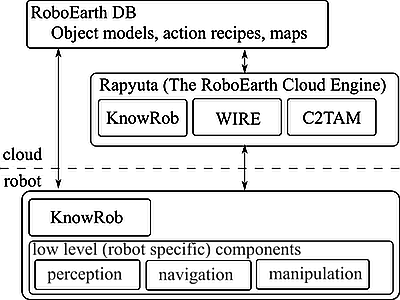 RoboEarth DB
Object models, action recipes, maps
Rapyuta (The RoboEarth Cloud Engine)
KnowRob
WIRE
C2TAM
cloud
robot
KnowRob
low level (robot specific) components
perception
navigation
manipulation